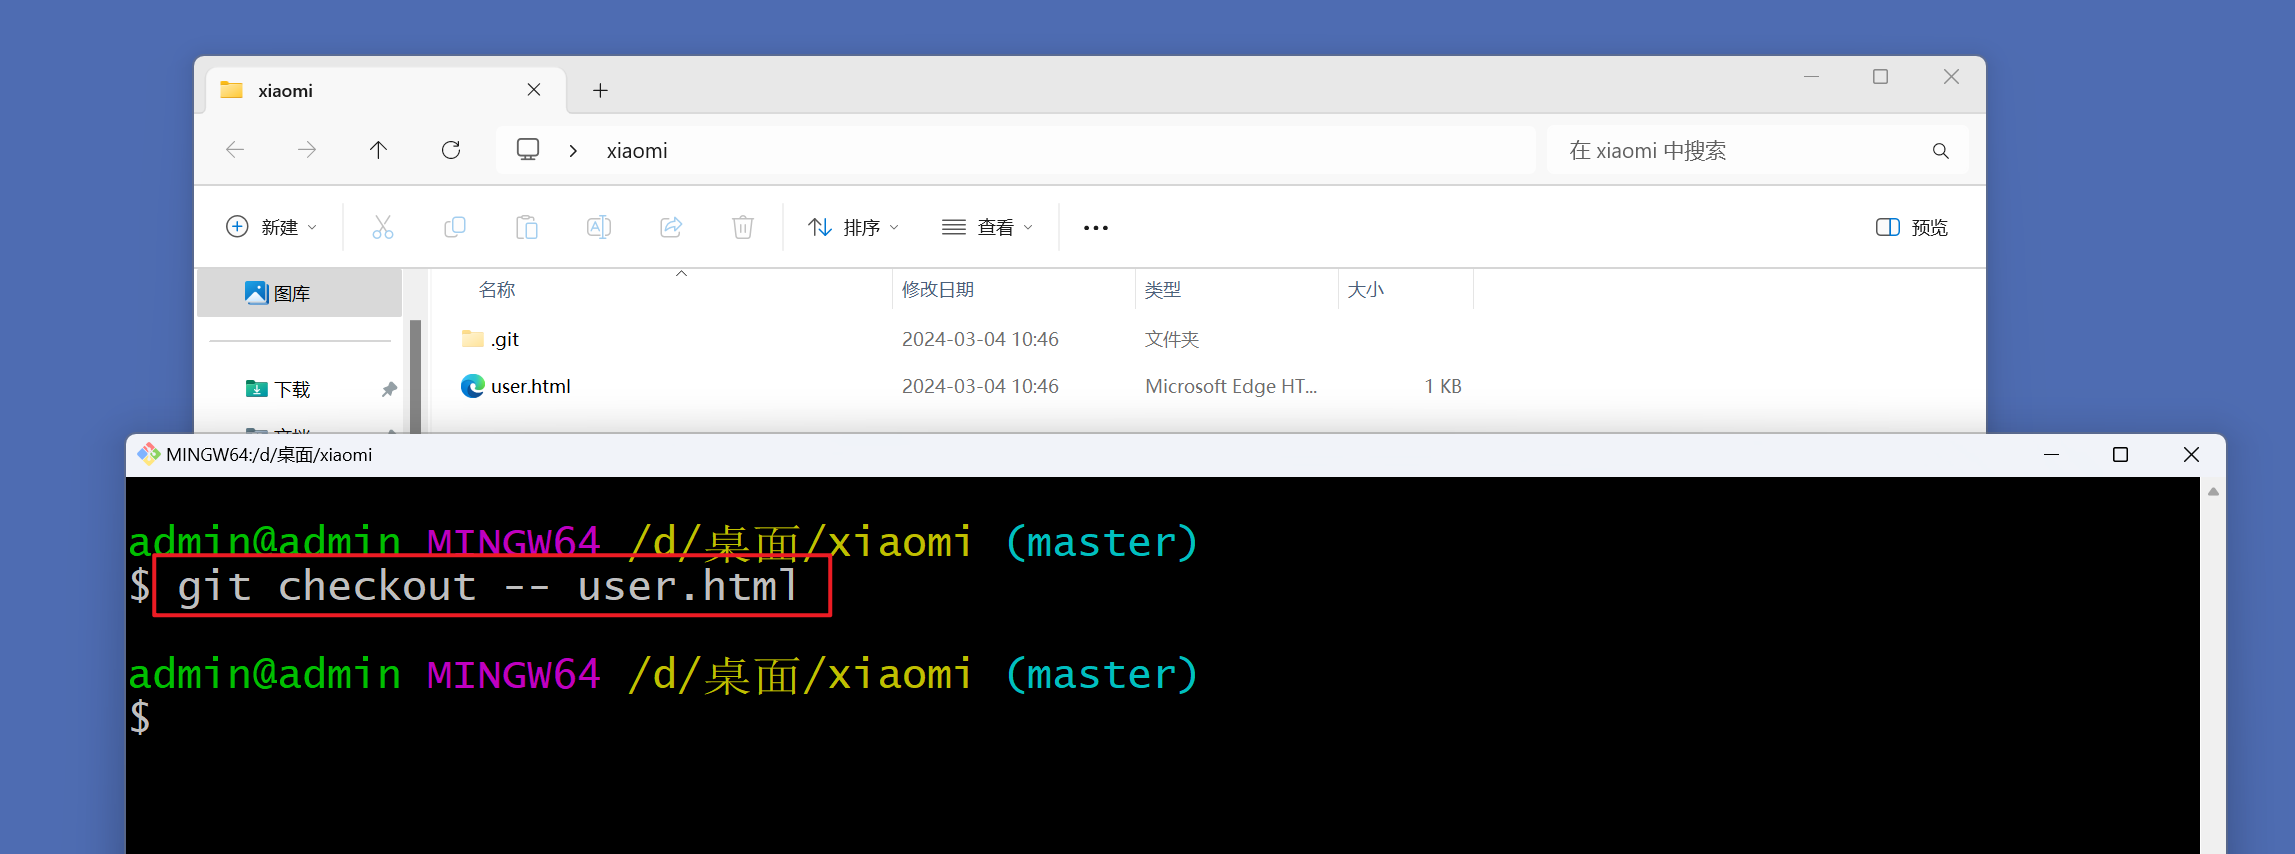 xiaomi
xiaomi
在 xiaomi 中搜索
新建
排序
查看
预览
图库
名称
修改日期
类型
大小
.git
2024-03-04 10:46
文件夹
下载
user.html
2024-03-04 10:46
Microsoft Edge HT...
1 KB
MINGW64:/d/桌面/xiaomi
admin@admin MINGW64 /d/桌面/xiaomi (master)
$ git checkout -- user.html
admin@admin MINGW64 /d/桌面/xiaomi (master)
$